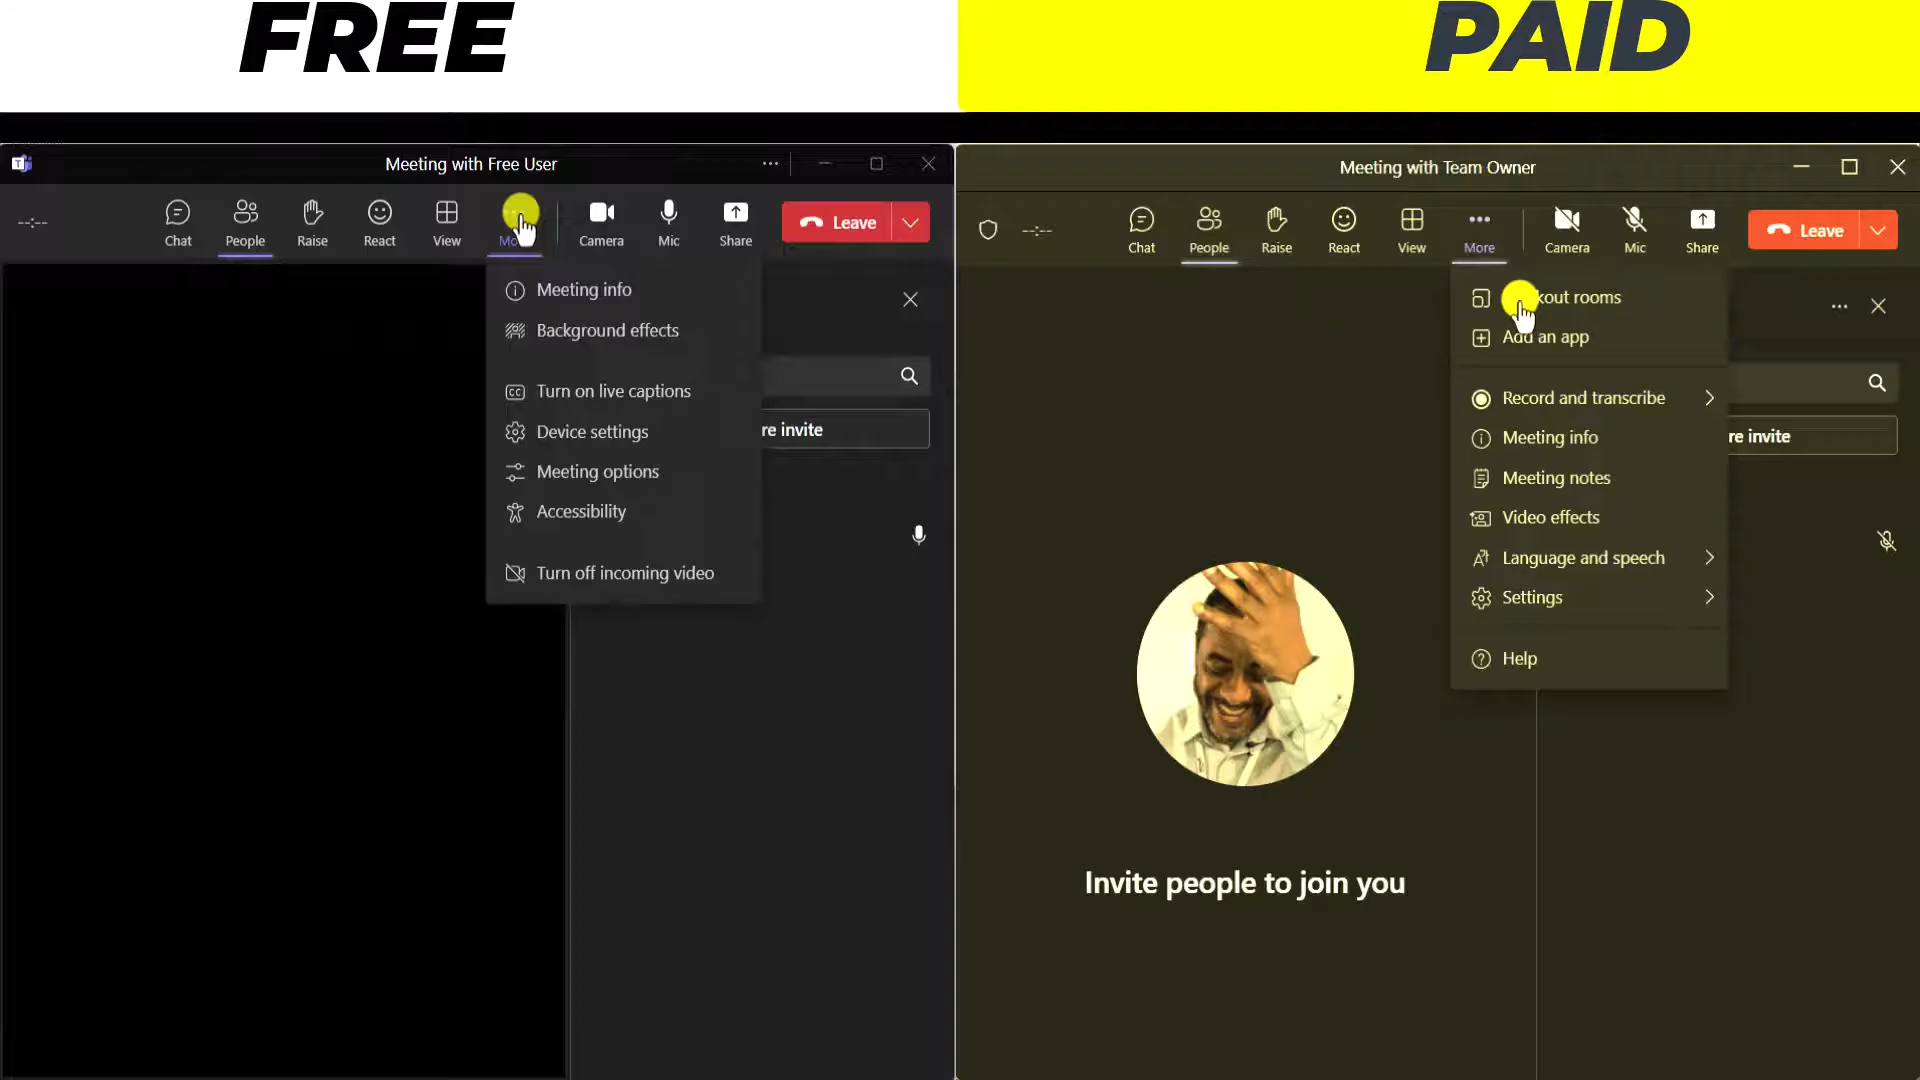 FREE
PAID
Meeting with Free User
Chat
People
Raise
React
View
Camera
Mic
Share
Leave
Meeting info
Background effects
Turn on live captions
Device settings
Meeting options
Accessibility
Turn off incoming video
re invite
Meeting with Team Owner
Chat
People
Raise
React
View
More
Camera
Mic
Share
Leave
rooms
Add an app
Record and transcribe
Meeting info
Meeting notes
Video effects
Language and speech
Settings
Help
re invite
Invite people to join you